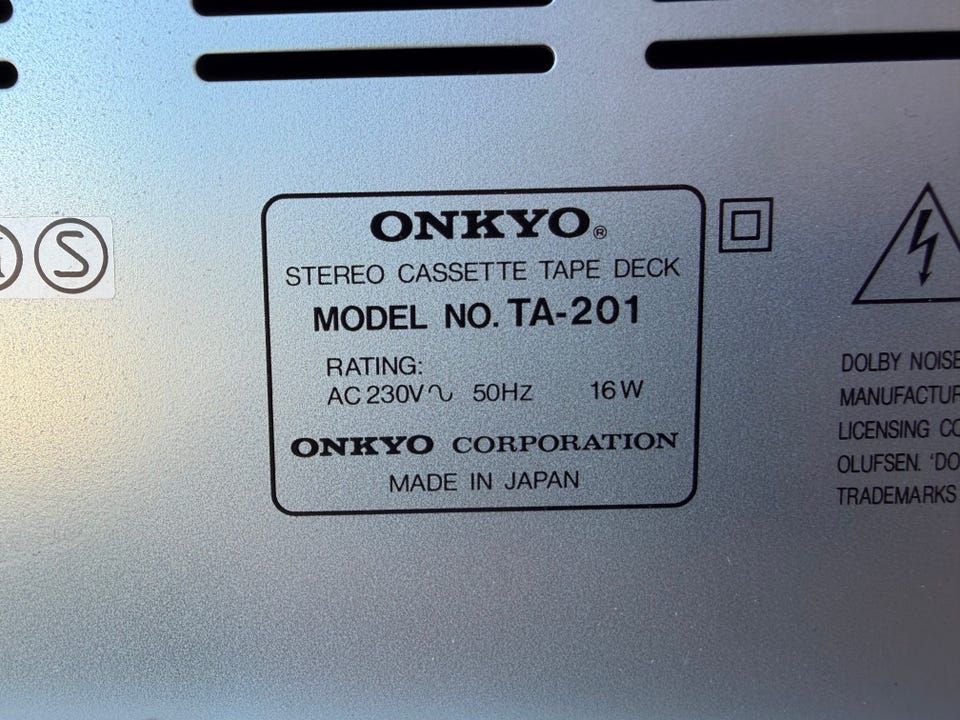 ONKYO®
STEREO CASSETTE TAPE DECK
MODEL NO. TA-201
RATING:
AC 230V∿ 50HZ 16W
ONKYO CORPORATION
MADE IN JAPAN
DOLBY NOISE
MANUFACTUR
LICENSING CO
OLUFSEN. 'DO
TRADEMARKS